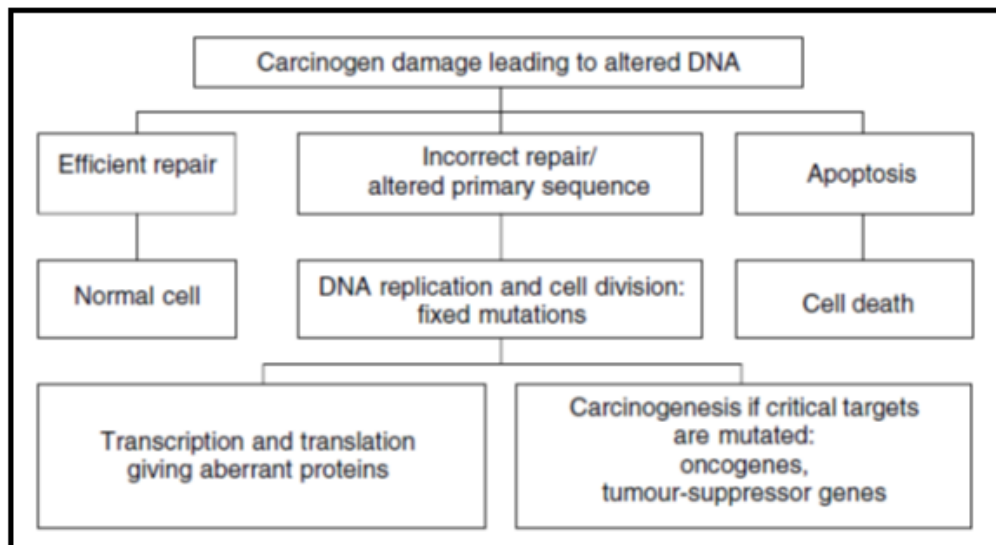 Carcinogen damage leading to altered DNA
Efficient repair
Incorrect repair/
altered primary sequence
Apoptosis
Normal cell
DNA replication and cell division:
fixed mutations
Cell death
Transcription and translation
giving aberrant proteins
Carcinogenesis if critical targets
are mutated:
oncogenes,
tumour-suppressor genes